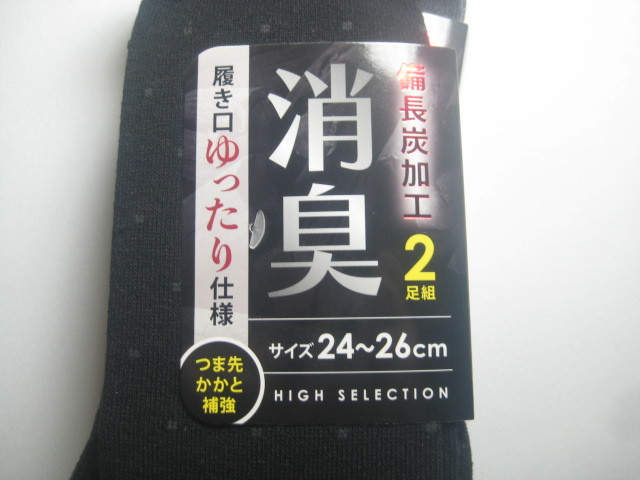 備長炭加工
2
足組
消臭
履き口ゆったり仕様
つま先
かかと
補強
サイズ 24～26cm
HIGH SELECTION